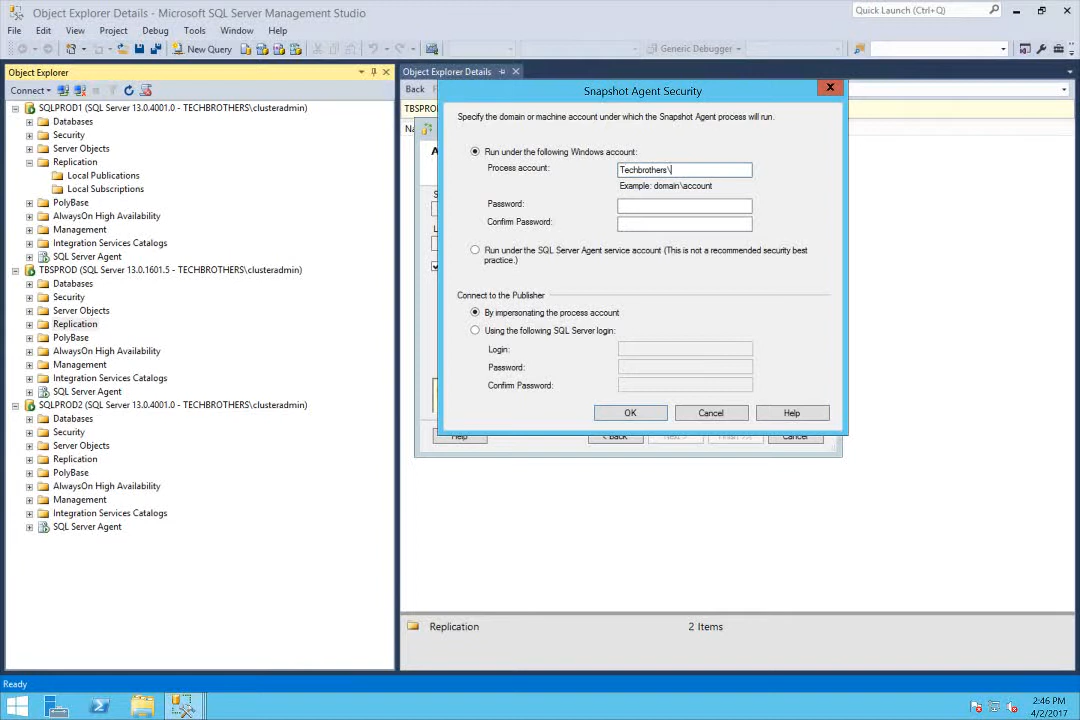 Object Explorer Details - Microsoft SQL Server Management Studio
Quick Launch (Ctrl+Q)
File Edit View Project Debug Tools Window Help
New Query
Generic Debugger
Object Explorer
Object Explorer Details
Connect
Back
SQLPROD1 (SQL Server 13.0.4001.0 - TECHBROTHERS\clusteradmin)
Databases
Security
Server Objects
Replication
Local Publications
Local Subscriptions
PolyBase
AlwaysOn High Availability
Management
Integration Services Catalogs
SQL Server Agent
TBSPROD (SQL Server 13.0.1601.5 - TECHBROTHERS\clusteradmin)
Databases
Security
Server Objects
Replication
PolyBase
AlwaysOn High Availability
Management
Integration Services Catalogs
SQL Server Agent
SQLPROD2 (SQL Server 13.0.4001.0 - TECHBROTHERS\clusteradmin)
Databases
Security
Server Objects
Replication
PolyBase
AlwaysOn High Availability
Management
Integration Services Catalogs
SQL Server Agent
Snapshot Agent Security
Specify the domain or machine account under which the Snapshot Agent process will run.
Run under the following Windows account:
Process account:
Techbrothers\
Example: domain\account
Password:
Confirm Password:
Run under the SQL Server Agent service account (This is not a recommended security best
practice.)
Connect to the Publisher
By impersonating the process account
Using the following SQL Server login:
Login:
Password:
Confirm Password:
OK Cancel Help
Help < Back Next > Cancel
Replication
2 Items
Ready
2:46 PM
4/2/2017